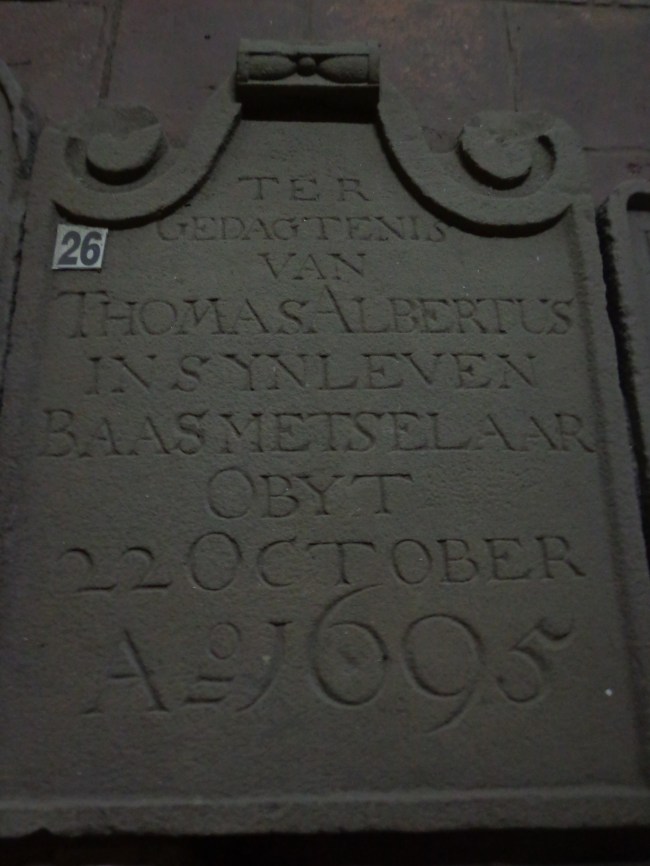 TER
26
GEDAGTENIS
VAN
THOMAS ALBERTUS
IN SYN LEVEN
BAAS METSELAAR
OBYT
22 OCTOBER
Aº 1695